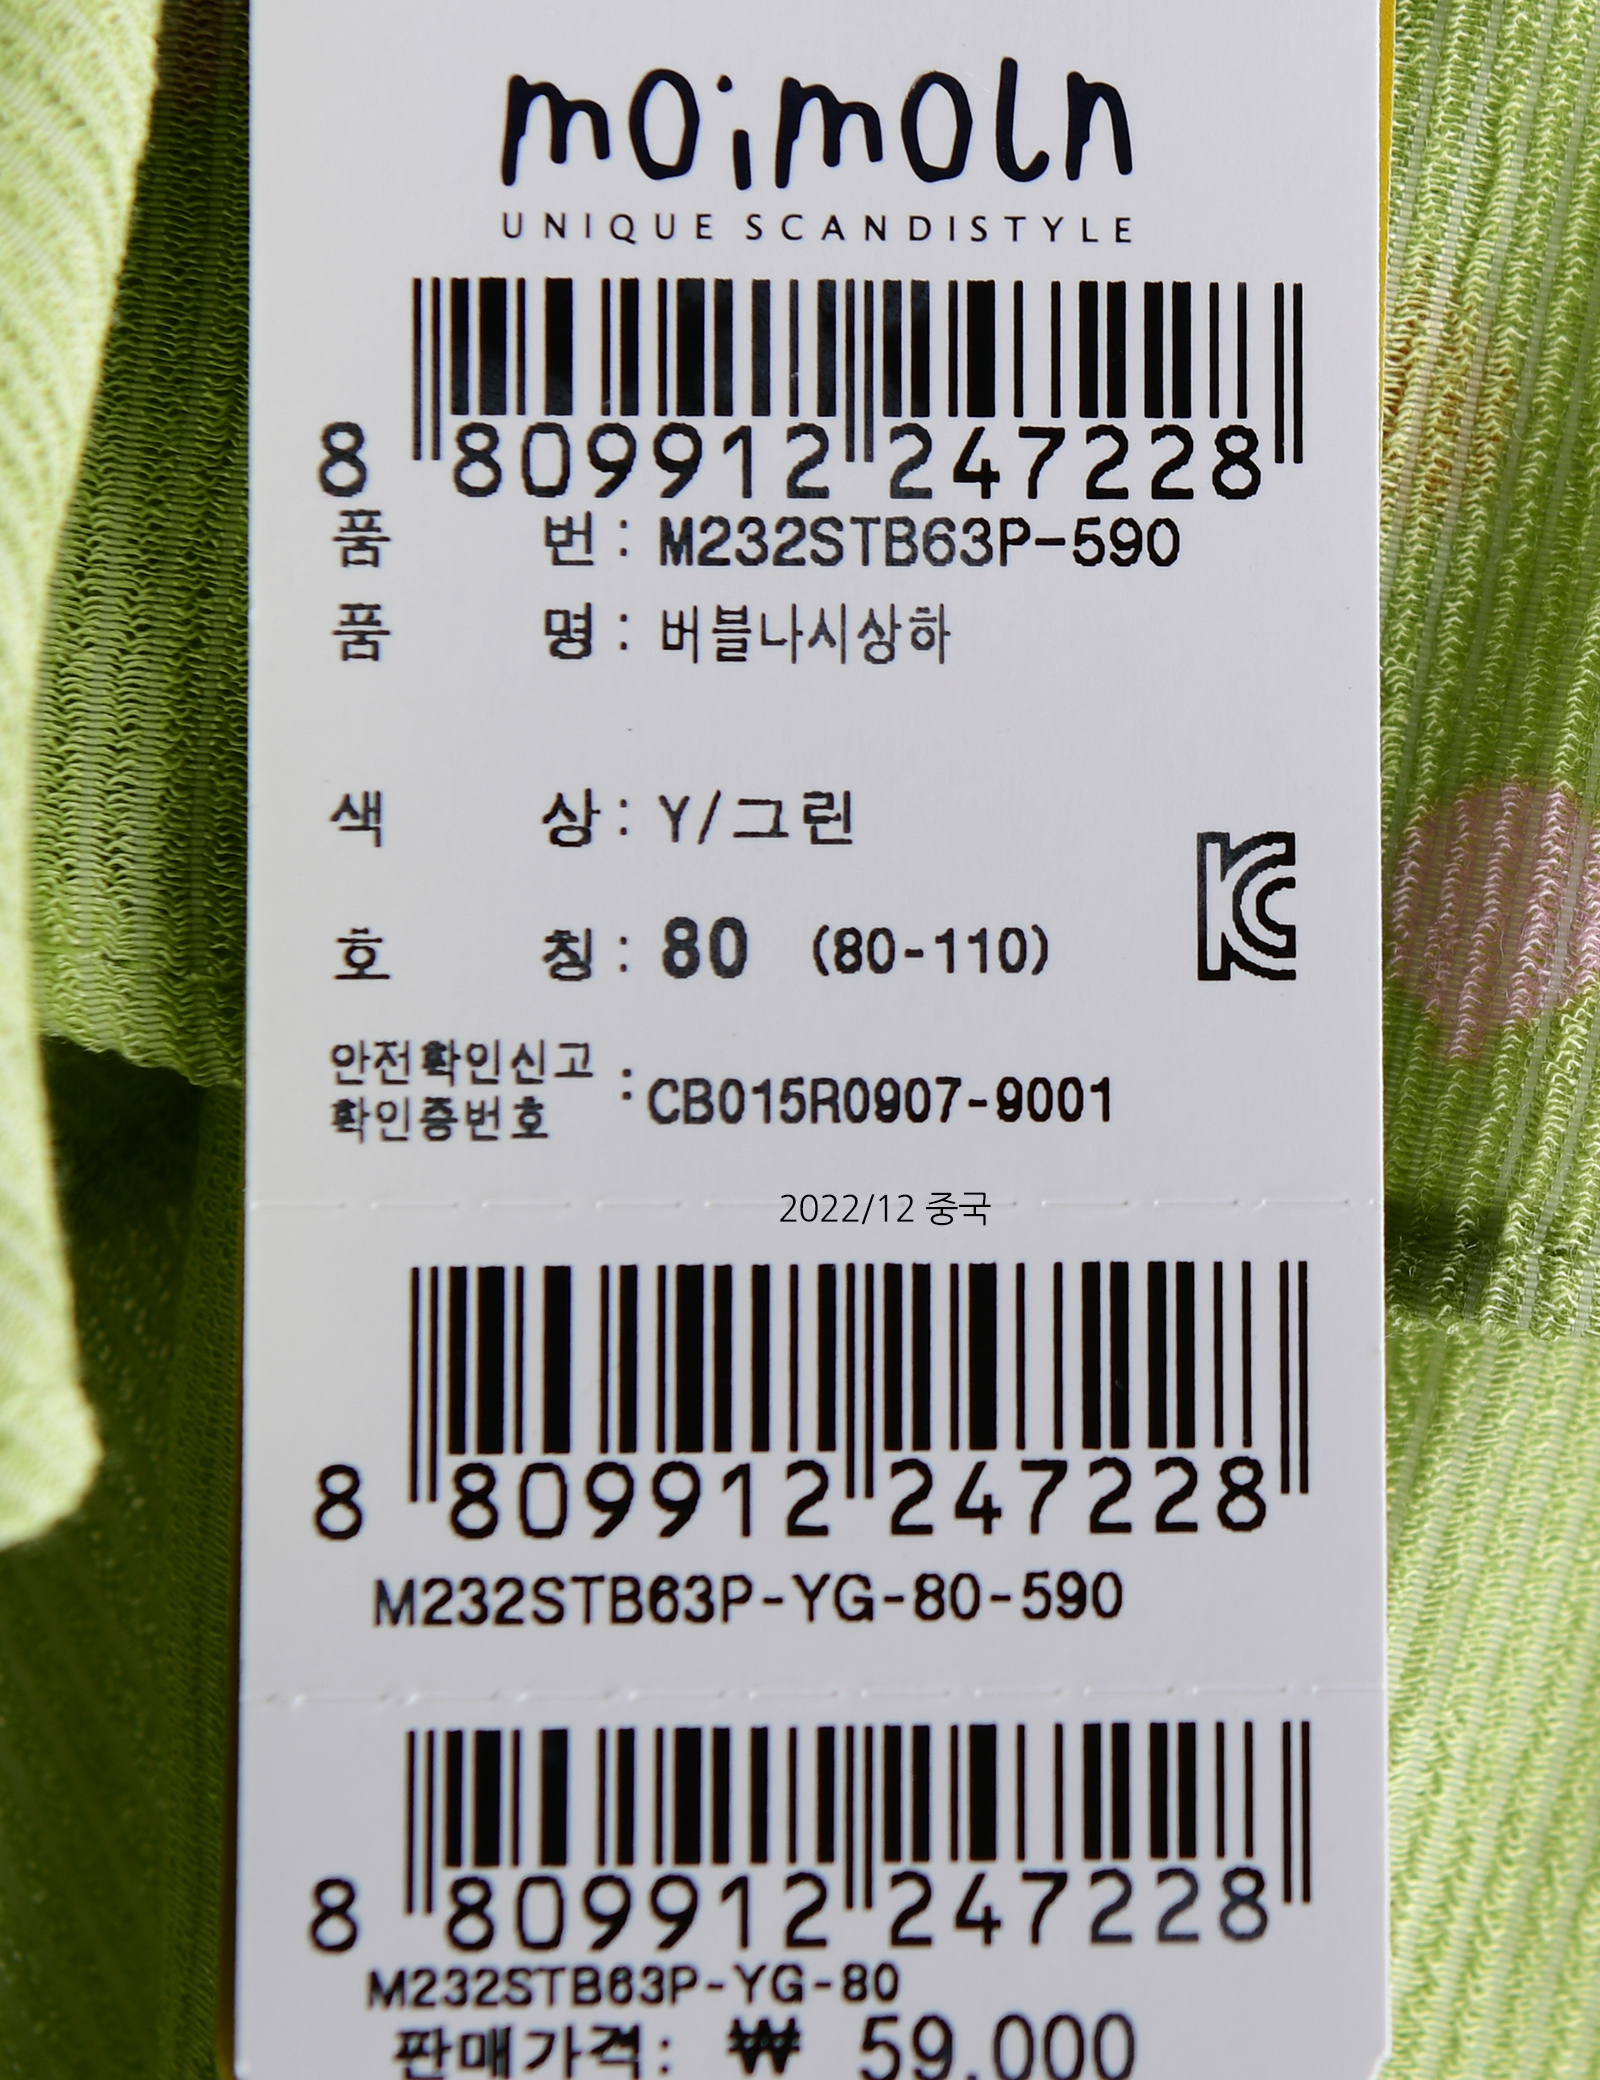 moimoln
UNIQUE SCANDISTYLE
8 809912 247228
품 번 : M232STB63P-590
품 명 : 버블나시상하
색 상 : Y/그린
호 칭 : 80 (80-110)
안전확인신고
확인증번호 : CB015R0907-9001
2022/12 중국
8 809912 247228
M232STB63P-YG-80-590
8 809912 247228
M232STB63P-YG-80
판매가격: ₩ 59,000